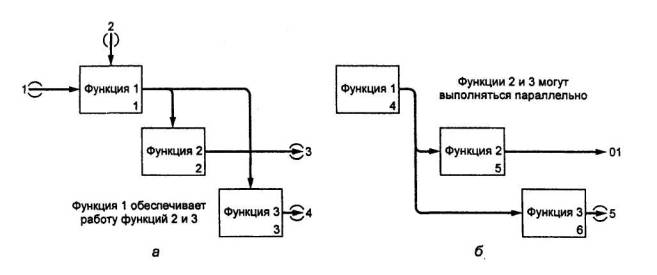 2
1
Функция 1
1
Функция 2
2
3
Функция 1 обеспечивает
работу функций 2 и 3
Функция 3
3
4
а
Функция 1
4
Функции 2 и 3 могут
выполняться параллельно
Функция 2
5
01
Функция 3
6
5
б